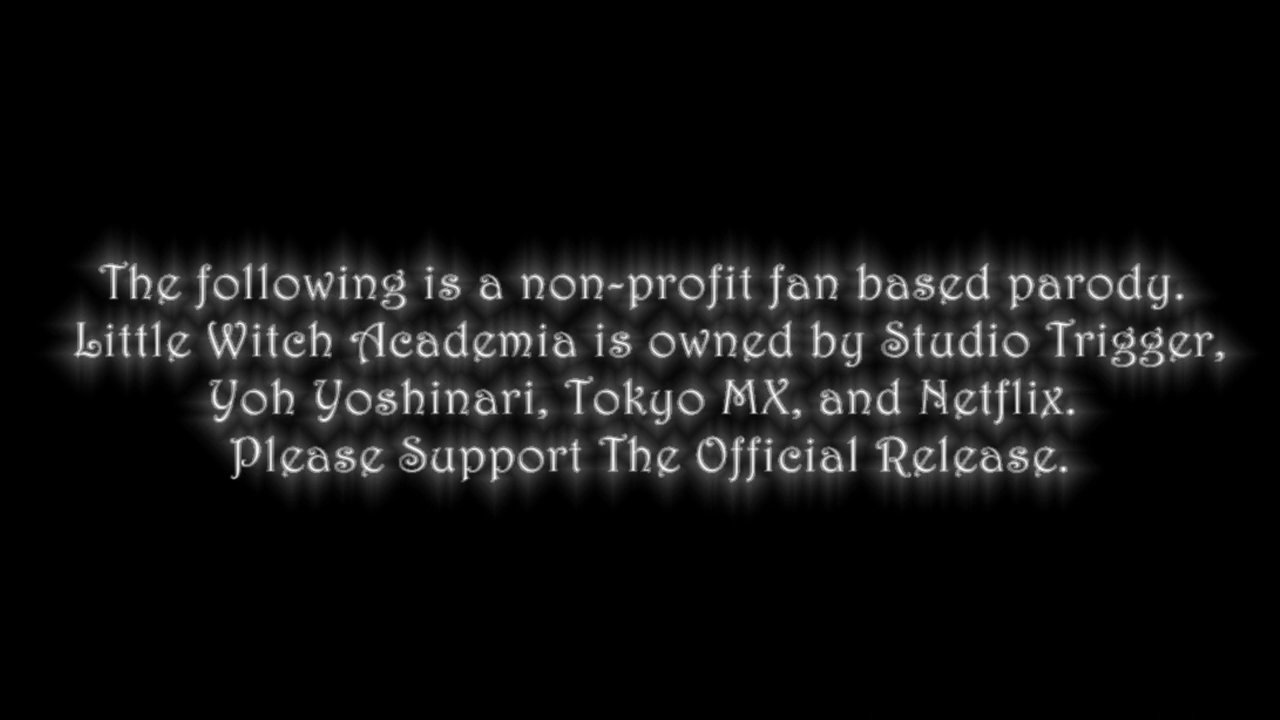 The following is a non-profit fan based parody.
Little Witch Academia is owned by Studio Trigger,
Yoh Yoshinari, Tokyo MX, and Netflix.
Please Support The Official Release.